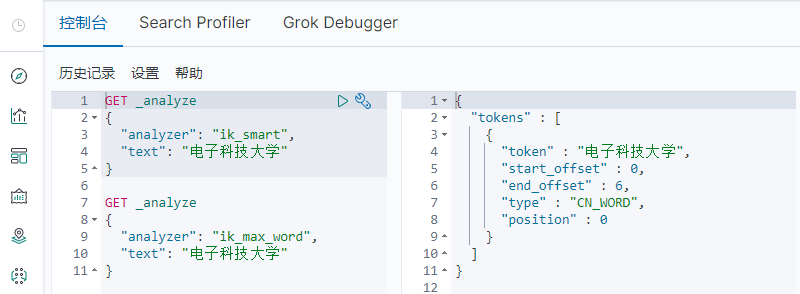 控制台 Search Profiler Grok Debugger
历史记录 设置 帮助
1 GET _analyze
2 {
3 "analyzer": "ik_smart",
4 "text": "电子科技大学"
5 }
6
7 GET _analyze
8 {
9 "analyzer": "ik_max_word",
10 "text": "电子科技大学"
11 }
1 {
2 "tokens" : [
3 {
4 "token" : "电子科技大学",
5 "start_offset" : 0,
6 "end_offset" : 6,
7 "type" : "CN_WORD",
8 "position" : 0
9 }
10 ]
11 }
12